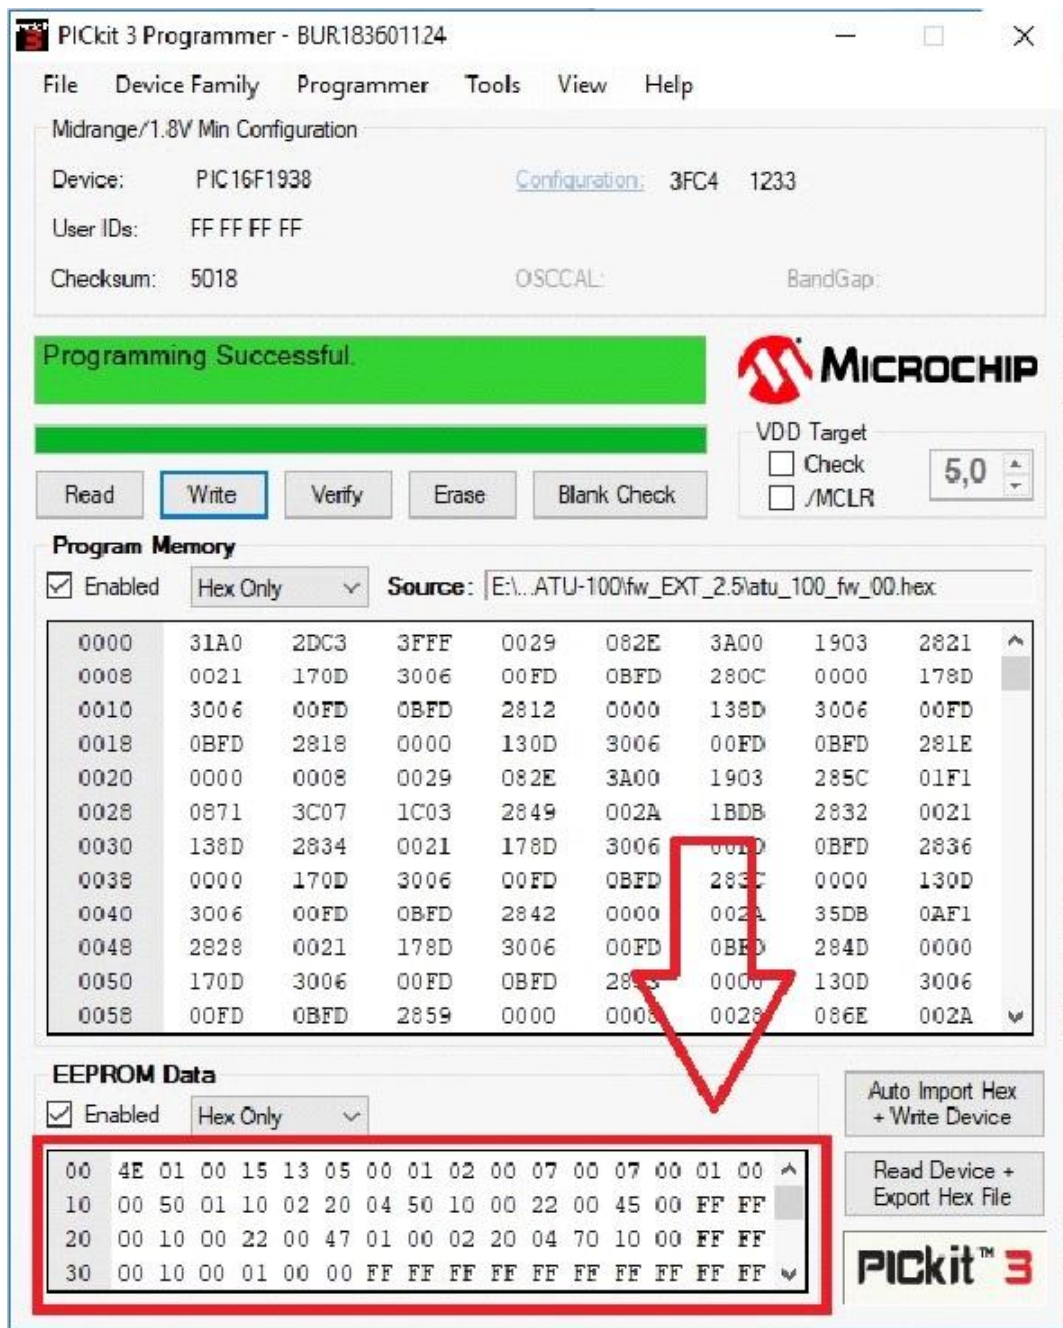 PICkit 3 Programmer - BUR183601124
File Device Family Programmer Tools View Help
Midrange/1.8V Min Configuration
Device: PIC16F1938 Configuration: 3FC4 1233
User IDs: FF FF FF FF
Checksum: 5018 OSCCAL: BandGap:
Programming Successful.
MICROCHIP
VDD Target
Check
/MCLR
5,0
Read Write Verify Erase Blank Check
Program Memory
Enabled Hex Only Source: E:\...ATU-100\fw_EXT_2.5\atu_100_fw_00.hex
0000 31A0 2DC3 3FFF 0029 082E 3A00 1903 2821
0008 0021 170D 3006 00FD 0BFD 280C 0000 178D
0010 3006 00FD 0BFD 2812 0000 138D 3006 00FD
0018 0BFD 2818 0000 130D 3006 00FD 0BFD 281E
0020 0000 0008 0029 082E 3A00 1903 285C 01F1
0028 0871 3C07 1C03 2849 002A 1BDB 2832 0021
0030 138D 2834 0021 178D 3006 00FD 0BFD 2836
0038 0000 170D 3006 00FD 0BFD 283C 0000 130D
0040 3006 00FD 0BFD 2842 0000 002A 35DB 0AF1
0048 2828 0021 178D 3006 00FD 0BFD 284D 0000
0050 170D 3006 00FD 0BFD 0000 130D 3006
0058 00FD 0BFD 2859 0000 0008 0028 086E 002A
EEPROM Data
Enabled Hex Only
00 4E 01 00 15 13 05 00 01 02 00 07 00 07 00 01 00
10 00 50 01 10 02 20 04 50 10 00 22 00 45 00 FF FF
20 00 10 00 22 00 47 01 00 02 20 04 70 10 00 FF FF
30 00 10 00 01 00 00 FF FF FF FF FF FF FF FF FF FF
Auto Import Hex
+ Write Device
Read Device +
Export Hex File
PICkit™ 3